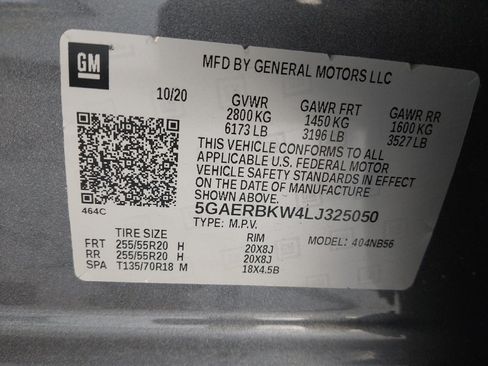 GM
MFD BY GENERAL MOTORS LLC
10/20 GVWR GAWR FRT GAWR RR
2800 KG 1450 KG 1600 KG
6173 LB 3196 LB 3527 LB
THIS VEHICLE CONFORMS TO ALL
APPLICABLE U.S. FEDERAL MOTOR
VEHICLE SAFETY STANDARDS IN EFFECT
ON THE DATE OF MANUFACTURE
SHOWN ABOVE.
464C
5GAERBKW4LJ325050
TYPE: M.P.V.
TIRE SIZE RIM MODEL: 404NB56
FRT 255/55R20 H 20X8J
RR 255/55R20 H 20X8J
SPA T135/70R18 M 18X4.5B